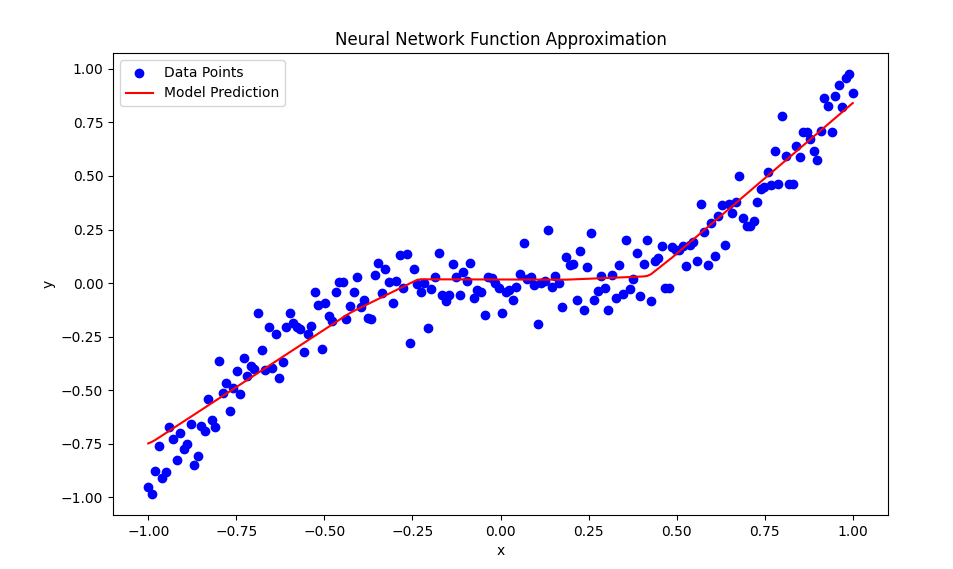 Neural Network Function Approximation
Data Points
Model Prediction
1.00
0.75
0.50
0.25
0.00
−0.25
−0.50
−0.75
−1.00
y
−1.00 −0.75 −0.50 −0.25 0.00 0.25 0.50 0.75 1.00
x